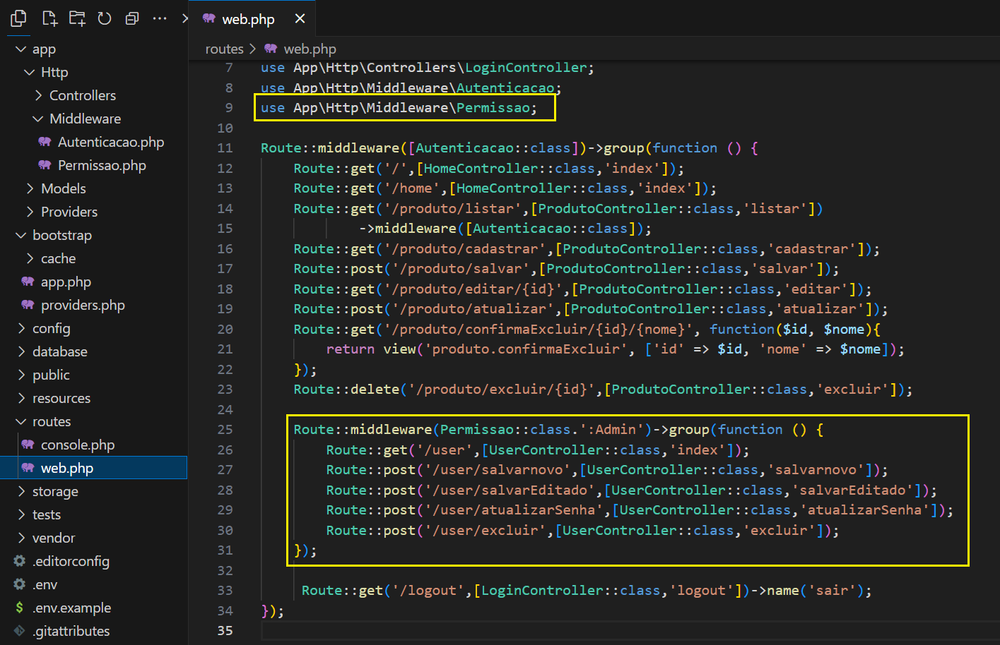 web.php
routes > web.php
app
Http
Controllers
Middleware
Autenticacao.php
Permissao.php
Models
Providers
bootstrap
cache
app.php
providers.php
config
database
public
resources
routes
console.php
web.php
storage
tests
vendor
.editorconfig
.env
.env.example
.gitattributes
7 use App\Http\Controllers\LoginController;
8 use App\Http\Middleware\Autenticacao;
9 use App\Http\Middleware\Permissao;
10
11 Route::middleware([Autenticacao::class])->group(function () {
12     Route::get('/',[HomeController::class,'index']);
13     Route::get('/home',[HomeController::class,'index']);
14     Route::get('/produto/listar',[ProdutoController::class,'listar'])
15             ->middleware([Autenticacao::class]);
16     Route::get('/produto/cadastrar',[ProdutoController::class,'cadastrar']);
17     Route::post('/produto/salvar',[ProdutoController::class,'salvar']);
18     Route::get('/produto/editar/{id}',[ProdutoController::class,'editar']);
19     Route::post('/produto/atualizar',[ProdutoController::class,'atualizar']);
20     Route::get('/produto/confirmaExcluir/{id}/{nome}', function($id, $nome){
21         return view('produto.confirmaExcluir', ['id' => $id, 'nome' => $nome]);
22     });
23     Route::delete('/produto/excluir/{id}',[ProdutoController::class,'excluir']);
24
25     Route::middleware(Permissao::class.':Admin')->group(function () {
26         Route::get('/user',[UserController::class,'index']);
27         Route::post('/user/salvarnovo',[UserController::class,'salvarnovo']);
28         Route::post('/user/salvarEditado',[UserController::class,'salvarEditado']);
29         Route::post('/user/atualizarSenha',[UserController::class,'atualizarSenha']);
30         Route::post('/user/excluir',[UserController::class,'excluir']);
31     });
32
33      Route::get('/logout',[LoginController::class,'logout'])->name('sair');
34 });
35